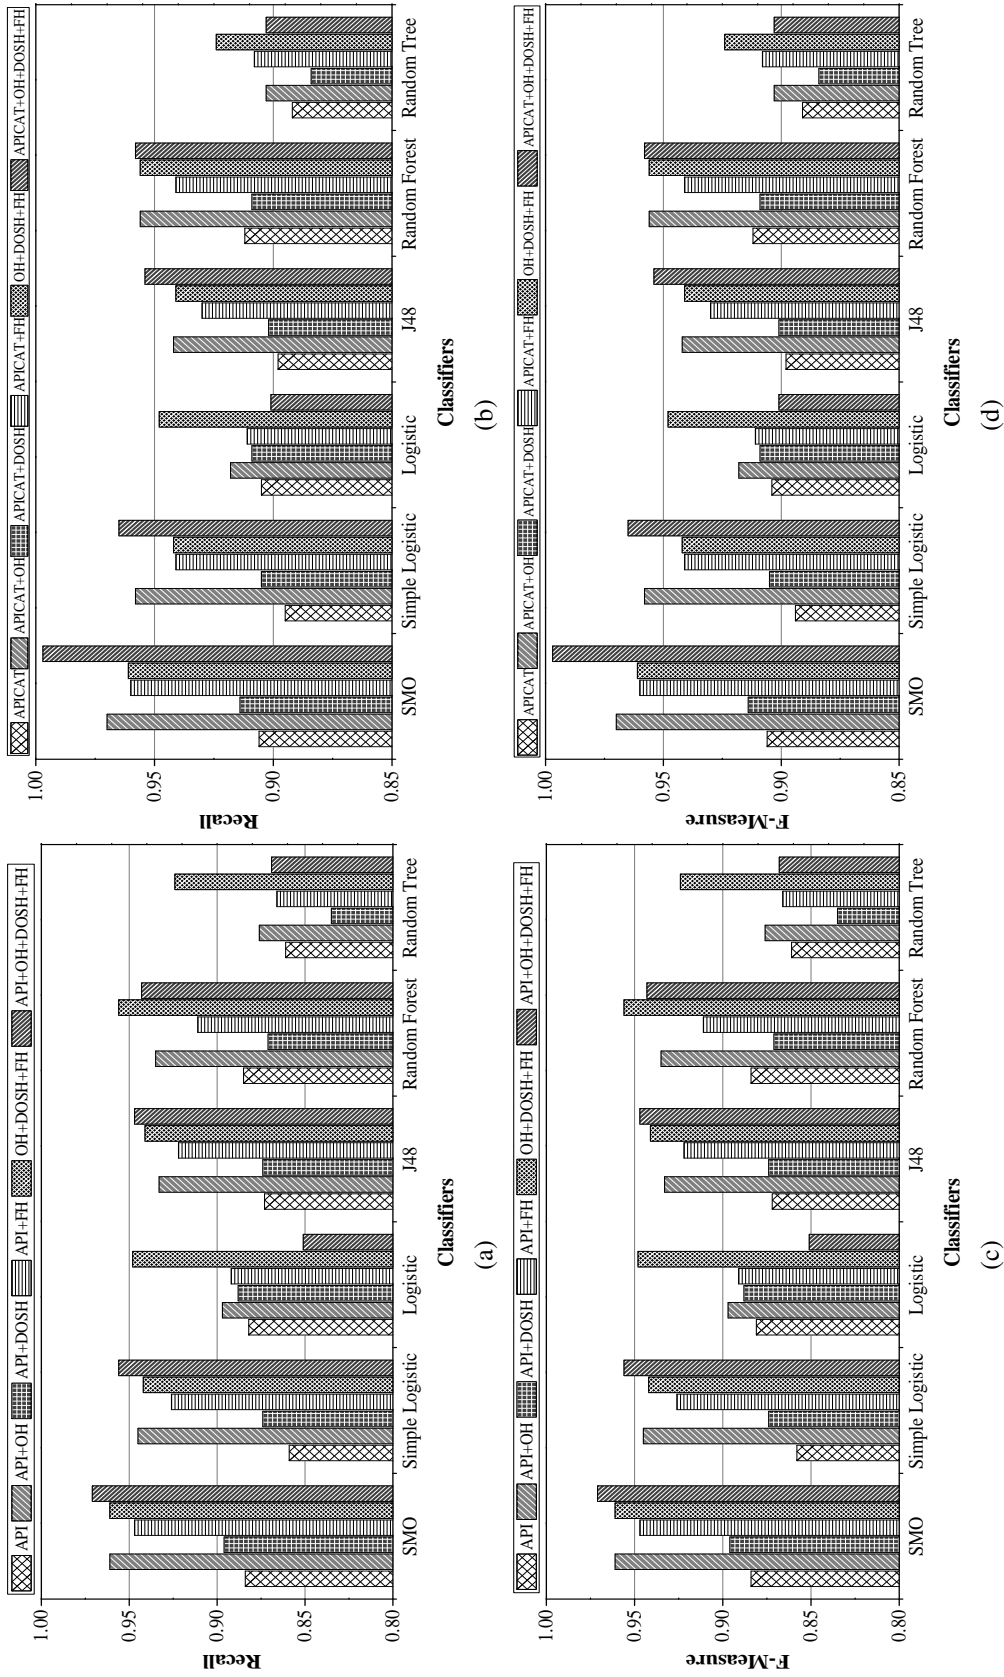 API API+OH API+DOSH API+FH OH+DOSH+FH API+OH+DOSH+FH
1.00
0.95
0.90
0.85
0.80
Recall
SMO Simple Logistic Logistic J48 Random Forest Random Tree
Classifiers
(a)
APICAT APICAT+OH APICAT+DOSH APICAT+FH OH+DOSH+FH APICAT+OH+DOSH+FH
1.00
0.95
0.90
0.85
Recall
SMO Simple Logistic Logistic J48 Random Forest Random Tree
Classifiers
(b)
API API+OH API+DOSH API+FH OH+DOSH+FH API+OH+DOSH+FH
1.00
0.95
0.90
0.85
0.80
F-Measure
SMO Simple Logistic Logistic J48 Random Forest Random Tree
Classifiers
(c)
APICAT APICAT+OH APICAT+DOSH APICAT+FH OH+DOSH+FH APICAT+OH+DOSH+FH
1.00
0.95
0.90
0.85
F-Measure
SMO Simple Logistic Logistic J48 Random Forest Random Tree
Classifiers
(d)